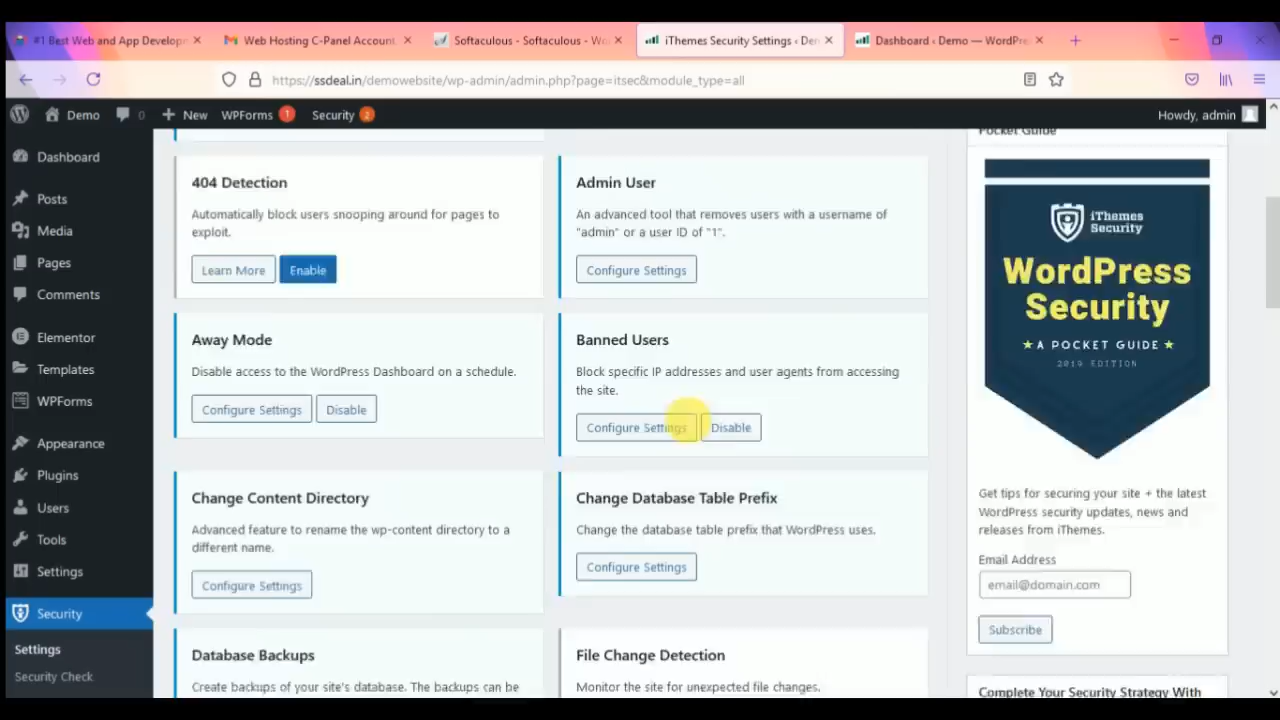 #1 Best Web and App Developm
Web Hosting C-Panel Account
Softaculous - Softaculous - Wo
iThemes Security Settings ‹ Den
Dashboard ‹ Demo — WordPre
https://ssdeal.in/demowebsite/wp-admin/admin.php?page=itsec&module_type=all
Demo
0
New
WPForms 1
Security 2
Howdy, admin
Dashboard
Posts
Media
Pages
Comments
Elementor
Templates
WPForms
Appearance
Plugins
Users
Tools
Settings
Security
Settings
Security Check
404 Detection
Automatically block users snooping around for pages to
exploit.
Learn More
Enable
Admin User
An advanced tool that removes users with a username of
"admin" or a user ID of "1".
Configure Settings
Away Mode
Disable access to the WordPress Dashboard on a schedule.
Configure Settings
Disable
Banned Users
Block specific IP addresses and user agents from accessing
the site.
Configure Settings
Disable
Change Content Directory
Advanced feature to rename the wp-content directory to a
different name.
Configure Settings
Change Database Table Prefix
Change the database table prefix that WordPress uses.
Configure Settings
Database Backups
Create backups of your site's database. The backups can be
File Change Detection
Monitor the site for unexpected file changes.
Pocket Guide
iThemes
Security
WordPress
Security
A POCKET GUIDE
2019 EDITION
Get tips for securing your site + the latest
WordPress security updates, news and
releases from iThemes.
Email Address
email@domain.com
Subscribe
Complete Your Security Strategy With